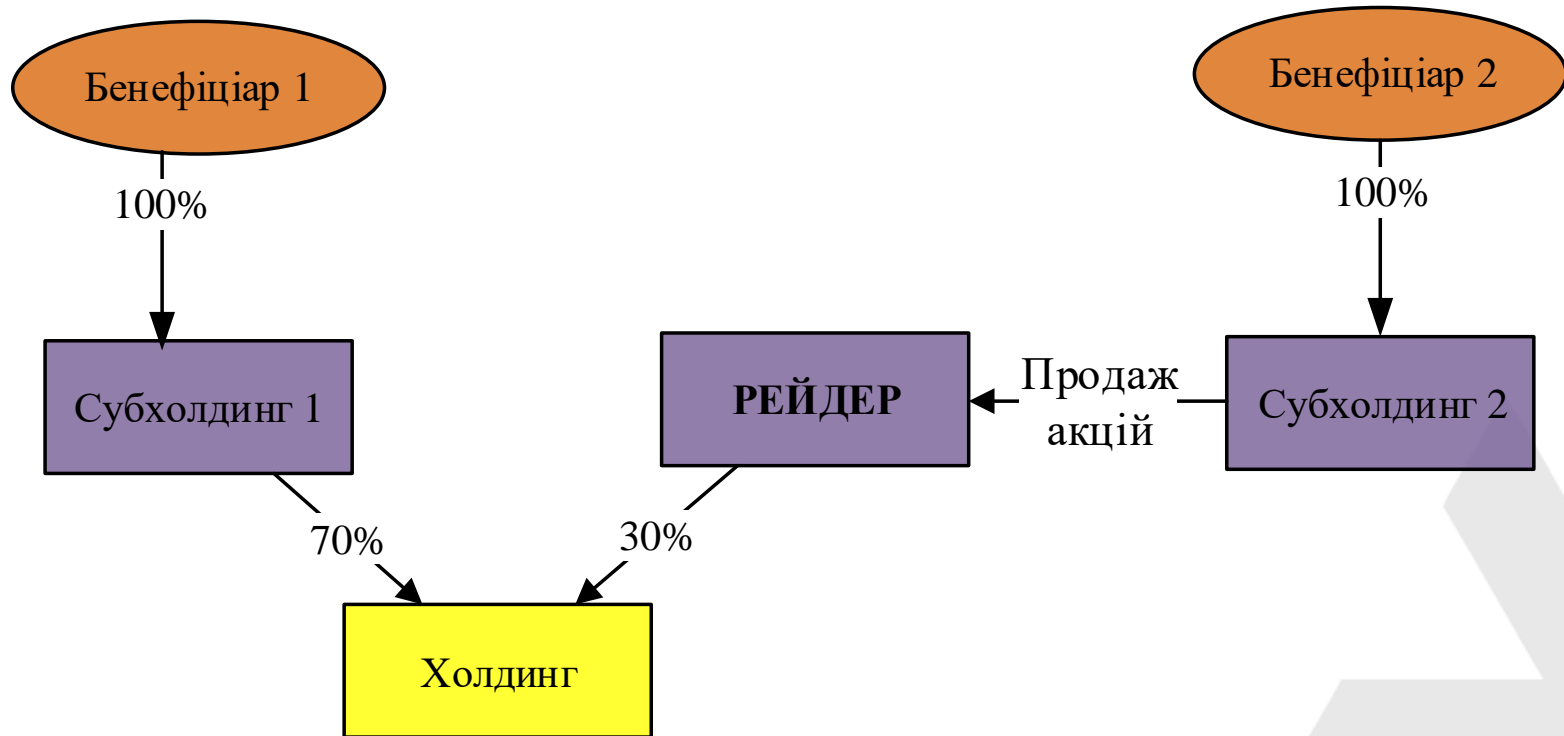 Бенефіціар 1
Бенефіціар 2
100%
100%
Субхолдинг 1
РЕЙДЕР
Продаж
акцій
Субхолдинг 2
70%
30%
Холдинг